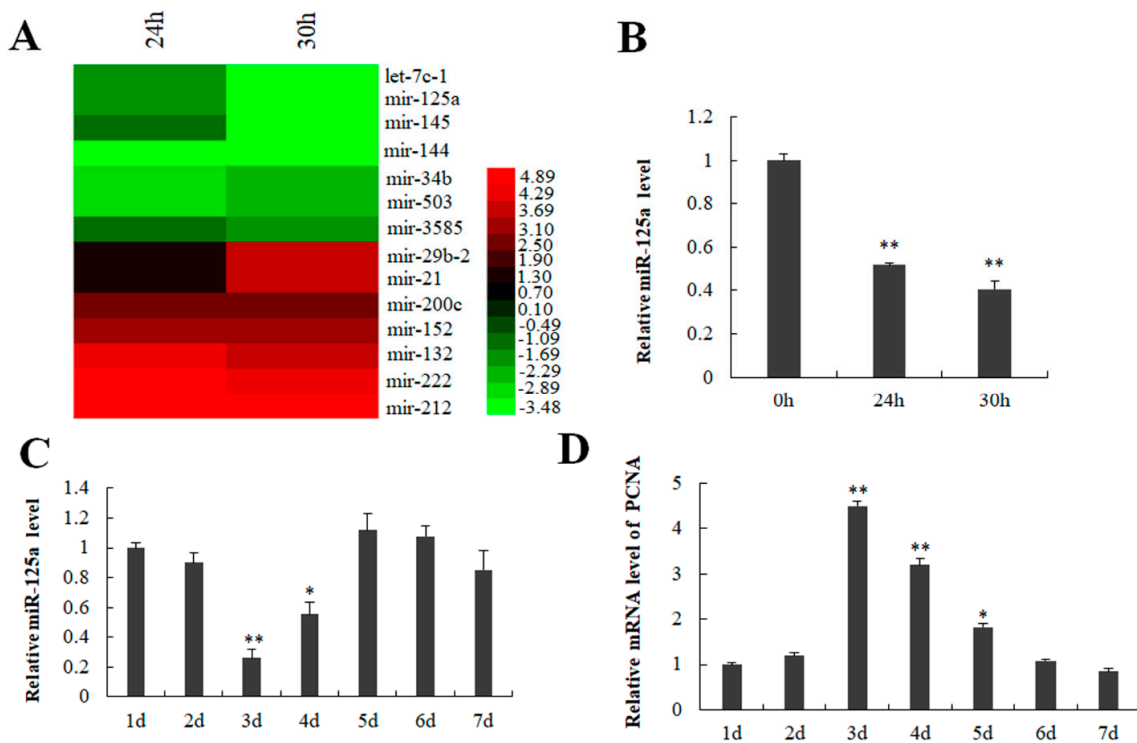 A
24h
30h
let-7c-1
mir-125a
mir-145
mir-144
mir-34b
mir-503
mir-3585
mir-29b-2
mir-21
mir-200c
mir-152
mir-132
mir-222
mir-212
4.89
4.29
3.69
3.10
2.50
1.90
1.30
0.70
0.10
-0.49
-1.09
-1.69
-2.29
-2.89
-3.48
B
Relative miR-125a level
1.2
1
0.8
0.6
0.4
0.2
0
**
**
0h 24h 30h
C
Relative miR-125a level
1.4
1.2
1
0.8
0.6
0.4
0.2
0
**
*
1d 2d 3d 4d 5d 6d 7d
D
Relative mRNA level of PCNA
5
4
3
2
1
0
**
**
*
1d 2d 3d 4d 5d 6d 7d